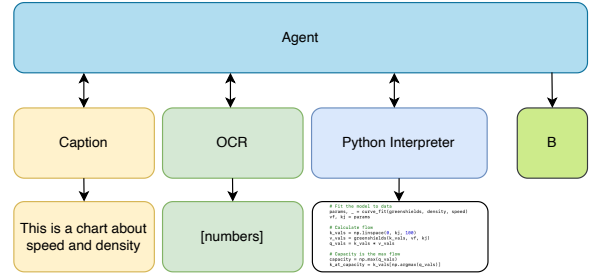 Agent
Caption
OCR
Python Interpreter
B
This is a chart about
speed and density
[numbers]
# Fit the model to data
params, _ = curve_fit(greenshields, density, speed)
vf, kj = params
# Calculate flow
k_vals = np.linspace(0, kj, 100)
v_vals = greenshields(k_vals, vf, kj)
q_vals = k_vals * v_vals
# Capacity is the max flow
capacity = np.max(q_vals)
k_at_capacity = k_vals[np.argmax(q_vals)]